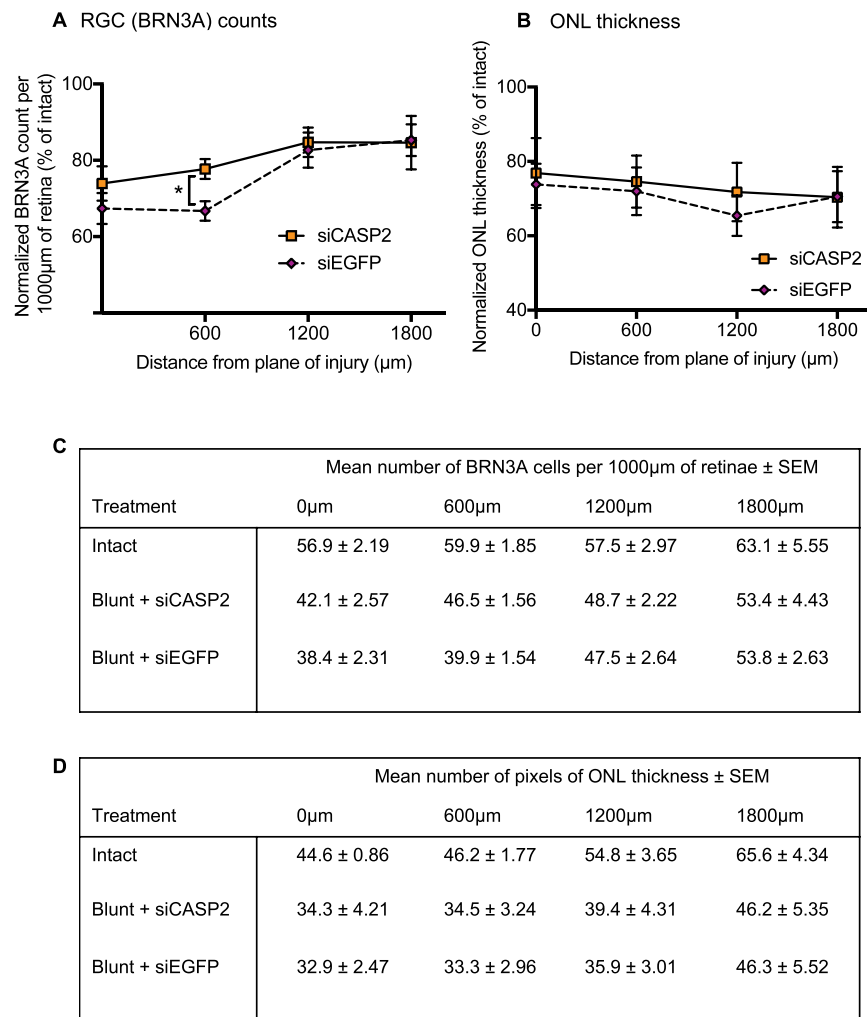 A RGC (BRN3A) counts
Normalized BRN3A count per
1000µm of retina (% of intact)
100
80
60
*
siCASP2
siEGFP
600 1200 1800
Distance from plane of injury (µm)
B ONL thickness
Normalized ONL thickness (% of intact)
100
80
60
40
siCASP2
siEGFP
0 600 1200 1800
Distance from plane of injury (µm)
C
Mean number of BRN3A cells per 1000µm of retinae ± SEM
Treatment 0µm 600µm 1200µm 1800µm
Intact 56.9 ± 2.19 59.9 ± 1.85 57.5 ± 2.97 63.1 ± 5.55
Blunt + siCASP2 42.1 ± 2.57 46.5 ± 1.56 48.7 ± 2.22 53.4 ± 4.43
Blunt + siEGFP 38.4 ± 2.31 39.9 ± 1.54 47.5 ± 2.64 53.8 ± 2.63
D
Mean number of pixels of ONL thickness ± SEM
Treatment 0µm 600µm 1200µm 1800µm
Intact 44.6 ± 0.86 46.2 ± 1.77 54.8 ± 3.65 65.6 ± 4.34
Blunt + siCASP2 34.3 ± 4.21 34.5 ± 3.24 39.4 ± 4.31 46.2 ± 5.35
Blunt + siEGFP 32.9 ± 2.47 33.3 ± 2.96 35.9 ± 3.01 46.3 ± 5.52